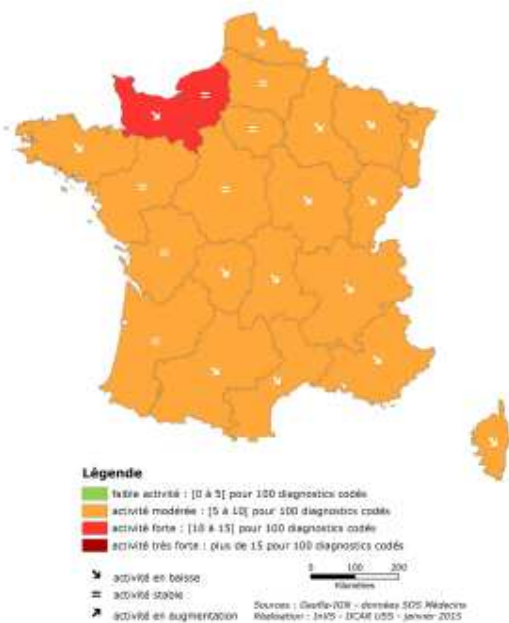 Légende
faible activité : [0 à 5[ pour 100 diagnostics codés
activité modérée : [5 à 10[ pour 100 diagnostics codés
activité forte : [10 à 15[ pour 100 diagnostics codés
activité très forte : plus de 15 pour 100 diagnostics codés
↘ activité en baisse
= activité stable
↗ activité en augmentation
0 100 200
Kilomètres
Sources : - données SOS Médecins
Réalisation : InVS - DCAR USS - janvier 2015